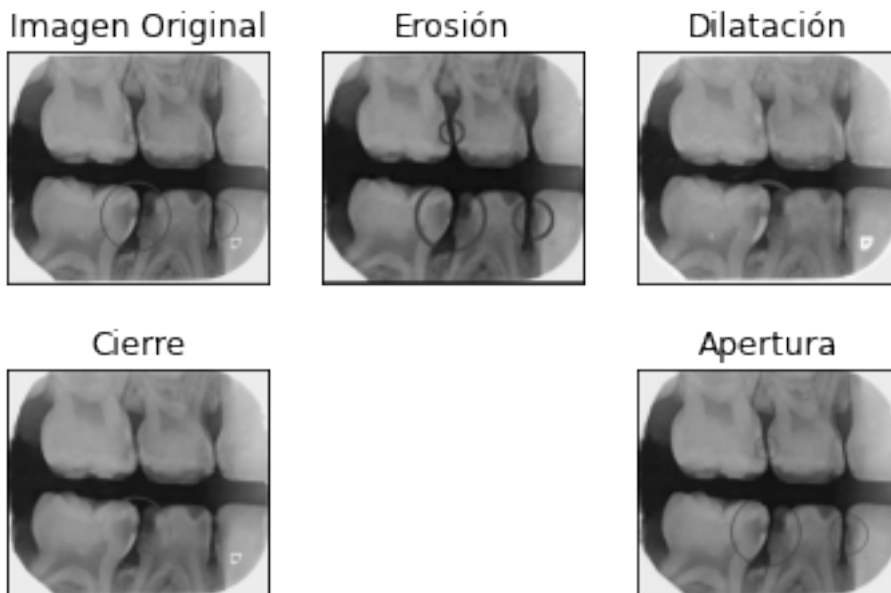 Imagen Original
Erosión
Dilatación
Cierre
Apertura